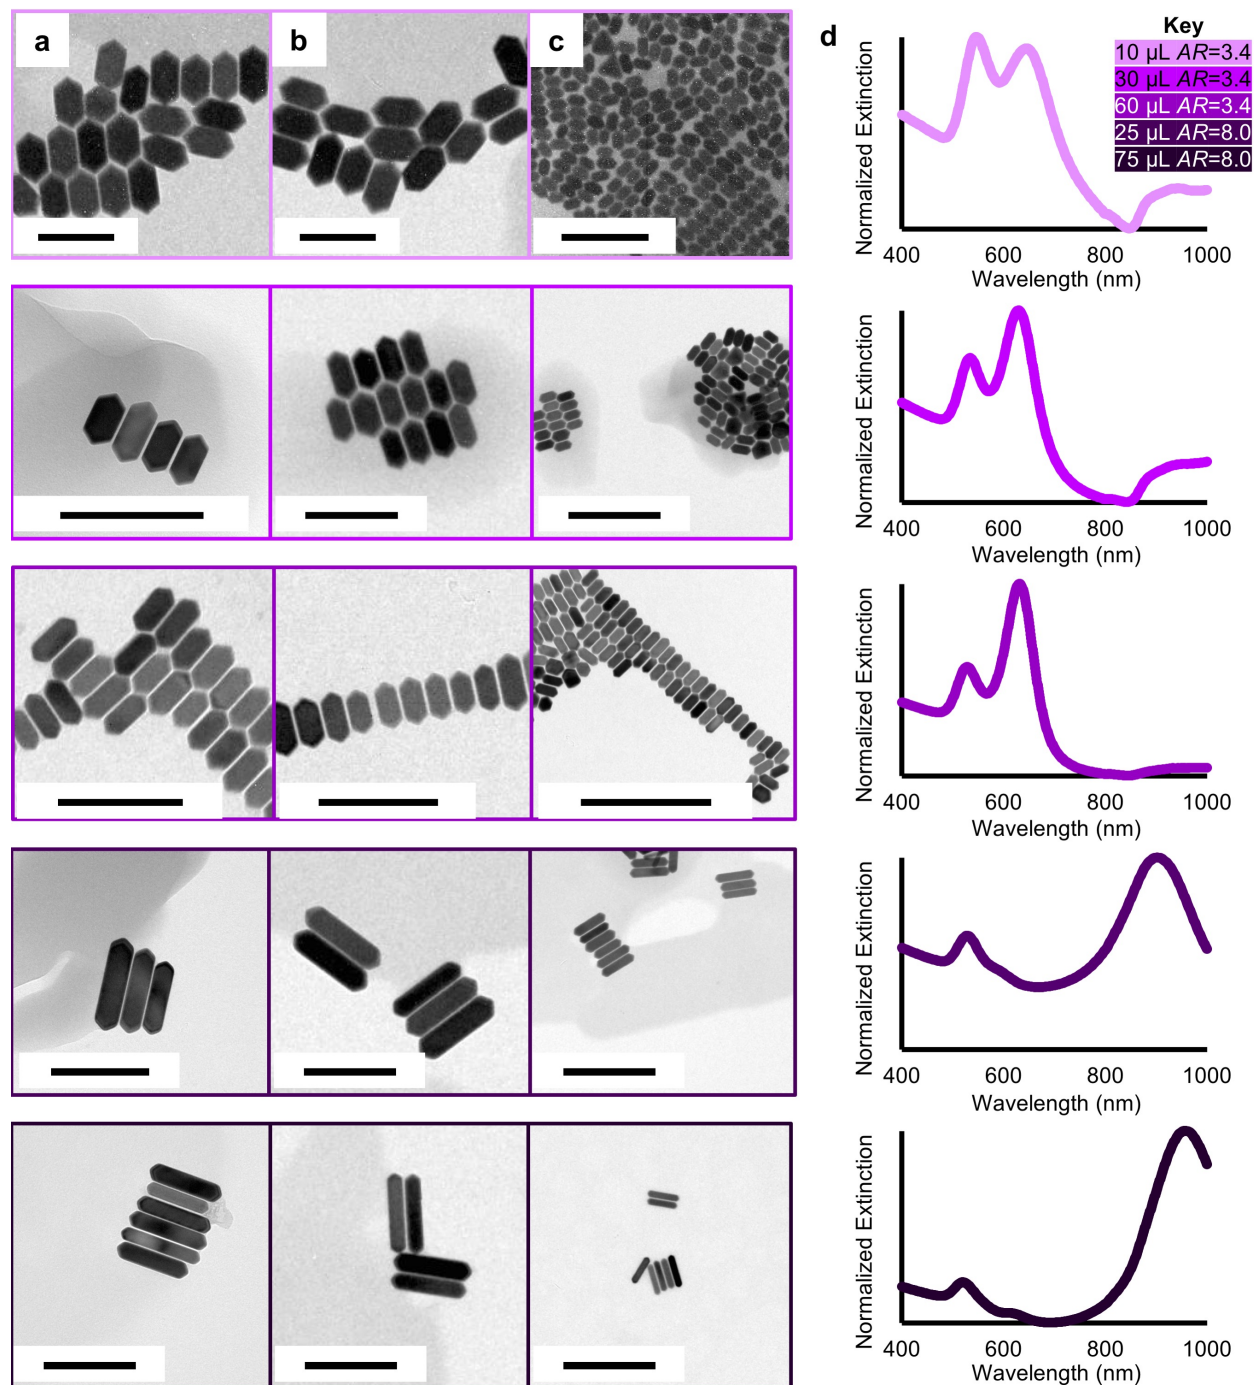 a
b
c
d
Key
10 µL AR=3.4
30 µL AR=3.4
60 µL AR=3.4
25 µL AR=8.0
75 µL AR=8.0
Normalized Extinction
400 600 800 1000
Wavelength (nm)
Normalized Extinction
400 600 800 1000
Wavelength (nm)
Normalized Extinction
400 600 800 1000
Wavelength (nm)
Normalized Extinction
400 600 800 1000
Wavelength (nm)
Normalized Extinction
400 600 800 1000
Wavelength (nm)